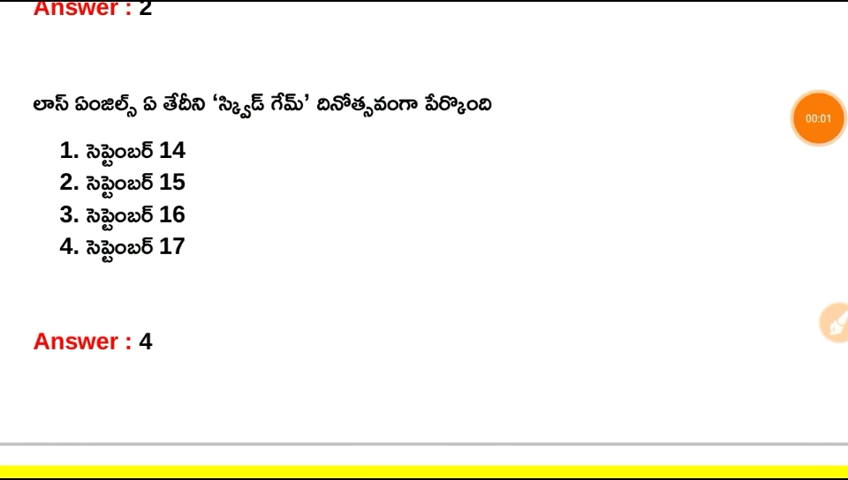 Answer : 2
లాస్ ఏంజిల్స్ ఏ తేదీని ‘స్క్విడ్ గేమ్’ దినోత్సవంగా పేర్కొంది
1. సెప్టెంబర్ 14
2. సెప్టెంబర్ 15
3. సెప్టెంబర్ 16
4. సెప్టెంబర్ 17
Answer : 4
00:01